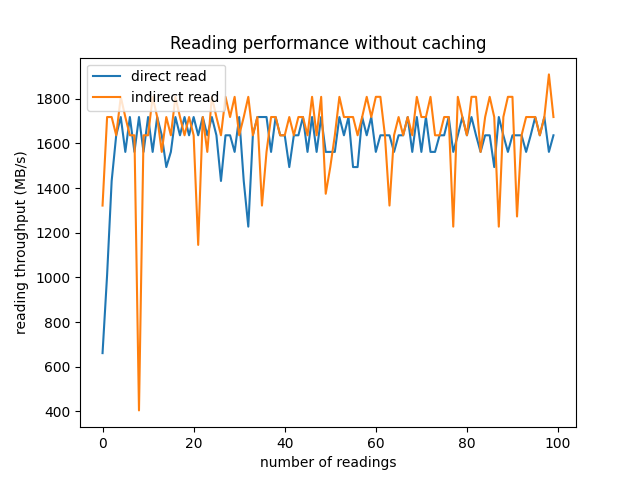 Reading performance without caching
direct read
indirect read
reading throughput (MB/s)
1800
1600
1400
1200
1000
800
600
400
0 20 40 60 80 100
number of readings